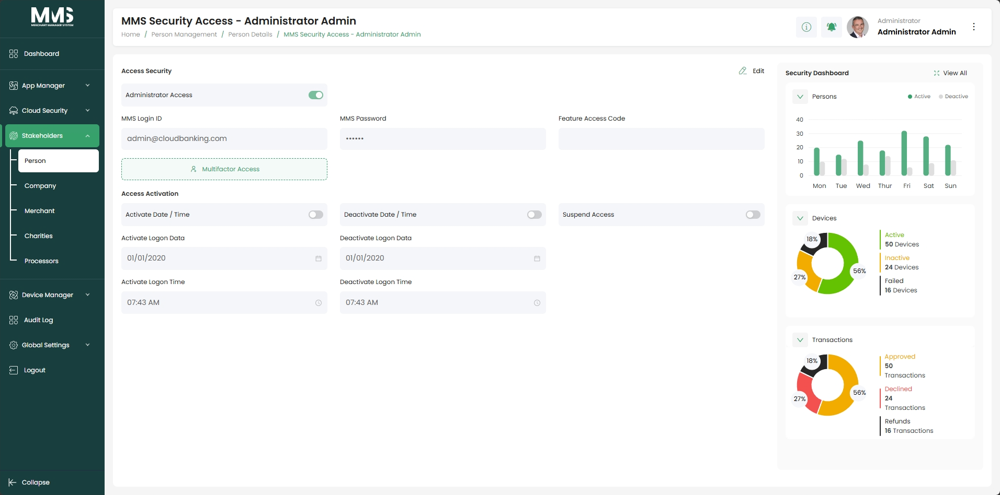 MMS
MERCHANT MANAGER SYSTEM
Dashboard
App Manager
Cloud Security
Stakeholders
Person
Company
Merchant
Charities
Processors
Device Manager
Audit Log
Global Settings
Logout
Collapse
MMS Security Access - Administrator Admin
Home / Person Management / Person Details / MMS Security Access - Administrator Admin
Administrator
Administrator Admin
Access Security
Edit
Administrator Access
MMS Login ID
MMS Password
Feature Access Code
admin@cloudbanking.com
••••••
Multifactor Access
Access Activation
Activate Date / Time
Deactivate Date / Time
Suspend Access
Activate Logon Data
Deactivate Logon Data
01/01/2020
01/01/2020
Activate Logon Time
Deactivate Logon Time
07:43 AM
07:43 AM
Security Dashboard
View All
Persons
Active
Deactive
40
30
20
10
0
Mon Tue Wed Thur Fri Sat Sun
Devices
18%
27%
56%
Active
50 Devices
Inactive
24 Devices
Failed
16 Devices
Transactions
18%
27%
56%
Approved
50
Transactions
Declined
24
Transactions
Refunds
16 Transactions